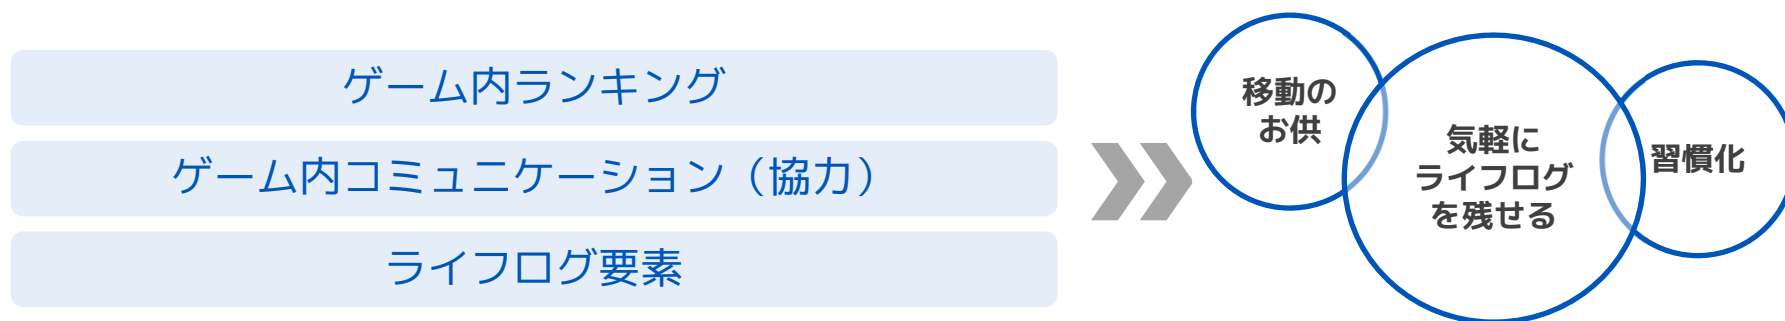 ゲーム内ランキング
ゲーム内コミュニケーション（協力）
ライフログ要素
移動の
お供
気軽に
ライフログ
を残せる
習慣化